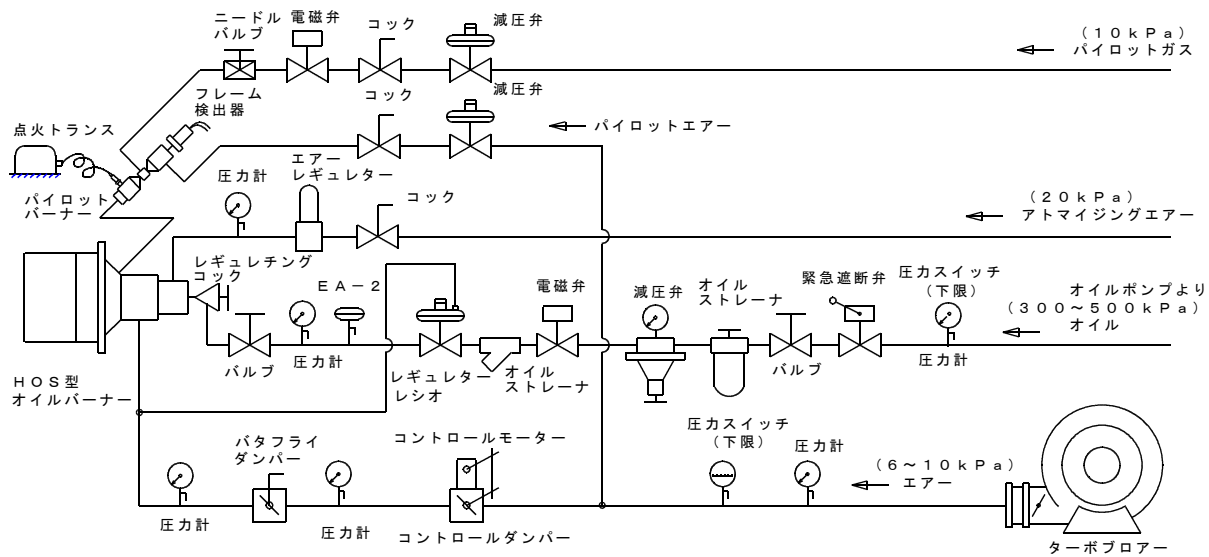 ニードル
バルブ
電磁弁
コック
減圧弁
（１０ｋＰａ）
パイロットガス
フレーム
検出器
コック
減圧弁
点火トランス
パイロットエアー
パイロット
バーナー
圧力計
エアー
レギュレター
コック
（２０ｋＰａ）
アトマイジングエアー
レギュレチング
コック
ＥＡ－２
電磁弁
減圧弁
オイル
ストレーナ
緊急遮断弁
圧力スイッチ
（下限）
オイルポンプより
（３００～５００ｋＰａ）
オイル
バルブ
圧力計
レギュレター
レシオ
オイル
ストレーナ
バルブ
圧力計
ＨＯＳ型
オイルバーナー
バタフライ
ダンパー
コントロールモーター
圧力スイッチ
（下限）
圧力計
（６～１０ｋＰａ）
エアー
圧力計
圧力計
コントロールダンパー
ターボブロアー